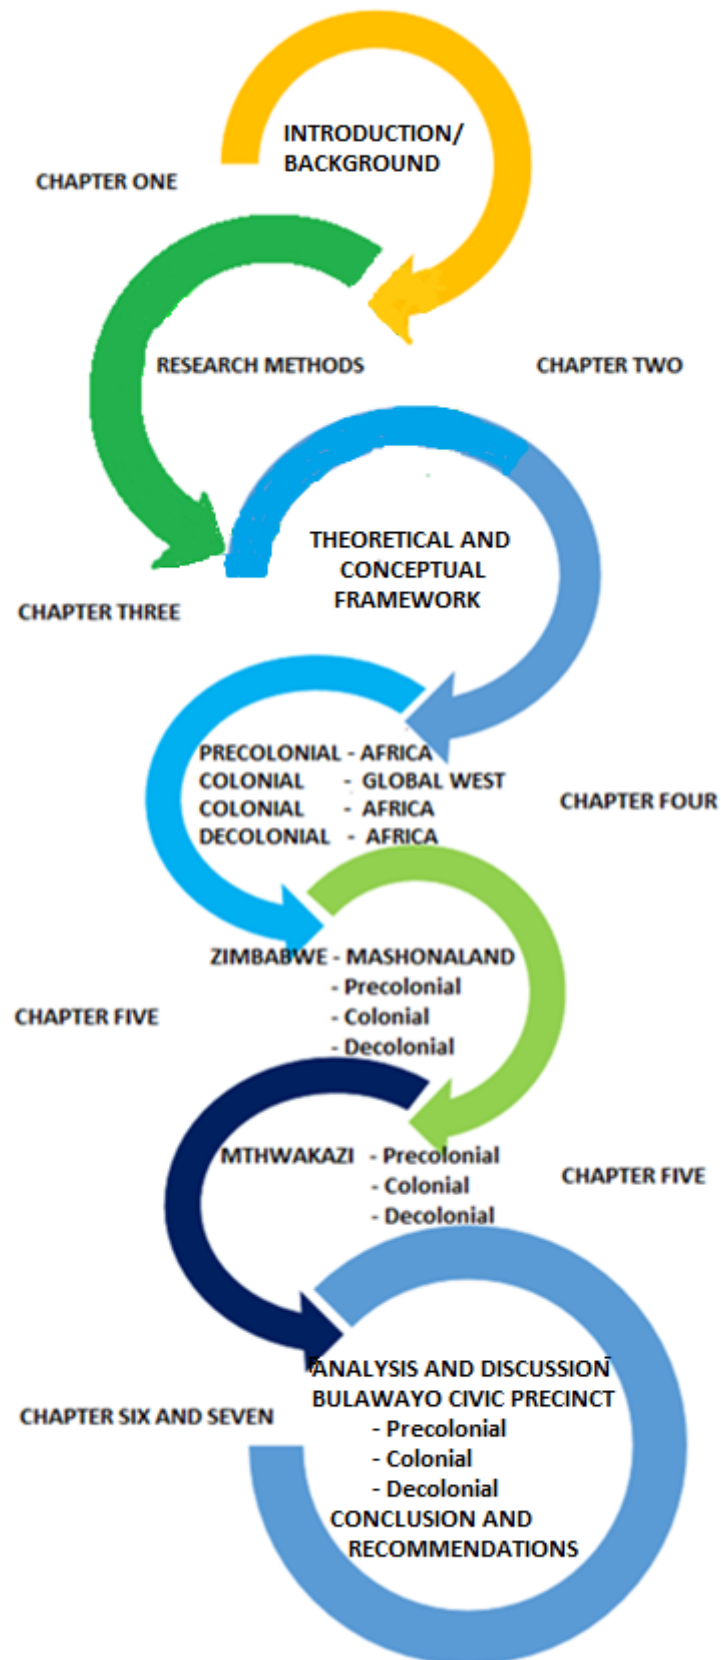 INTRODUCTION/
BACKGROUND
CHAPTER ONE
RESEARCH METHODS
CHAPTER TWO
THEORETICAL AND
CONCEPTUAL
FRAMEWORK
CHAPTER THREE
PRECOLONIAL - AFRICA
COLONIAL - GLOBAL WEST
COLONIAL - AFRICA
DECOLONIAL - AFRICA
CHAPTER FOUR
ZIMBABWE - MASHONALAND
- Precolonial
- Colonial
- Decolonial
CHAPTER FIVE
MTHWAKAZI - Precolonial
- Colonial
- Decolonial
CHAPTER FIVE
ANALYSIS AND DISCUSSION
BULAWAYO CIVIC PRECINCT
- Precolonial
- Colonial
- Decolonial
CONCLUSION AND
RECOMMENDATIONS
CHAPTER SIX AND SEVEN